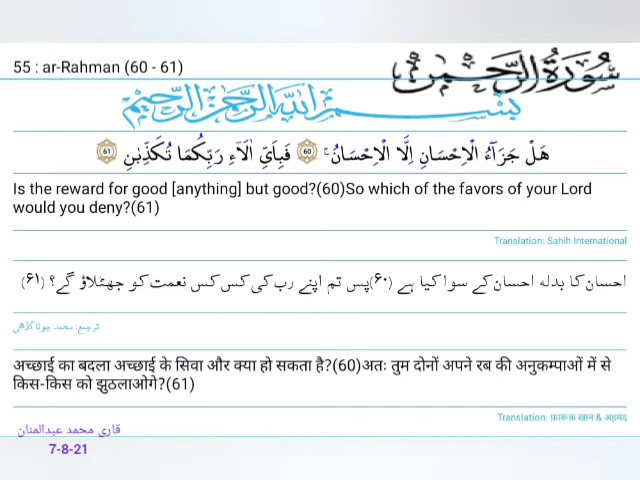 55 : ar-Rahman (60 - 61)
سُورَةُ الرَّحْمٰن
بسم الله الرحمن الرحيم
هَلْ جَزَآءُ الْاِحْسَانِ اِلَّا الْاِحْسَانُ ۚ ۝60 فَبِاَيِّ اٰلَآءِ رَبِّكُمَا تُكَذِّبٰنِ ۝61
Is the reward for good [anything] but good?(60)So which of the favors of your Lord
would you deny?(61)
Translation: Sahih International
احسان کا بدلہ احسان کے سوا کیا ہے (۶۰)پس تم اپنے رب کی کس کس نعمت کو جھٹلاؤ گے؟ (۶۱)
ترجمہ: محمد جوناگڑھی
अच्छाई का बदला अच्छाई के सिवा और क्या हो सकता है?(60)अतः तुम दोनों अपने रब की अनुकम्पाओं में से
किस-किस को झुठलाओगे?(61)
Translation: फ़ारूक़ ख़ान & अहमद
قاری محمد عبدالمنان
7-8-21